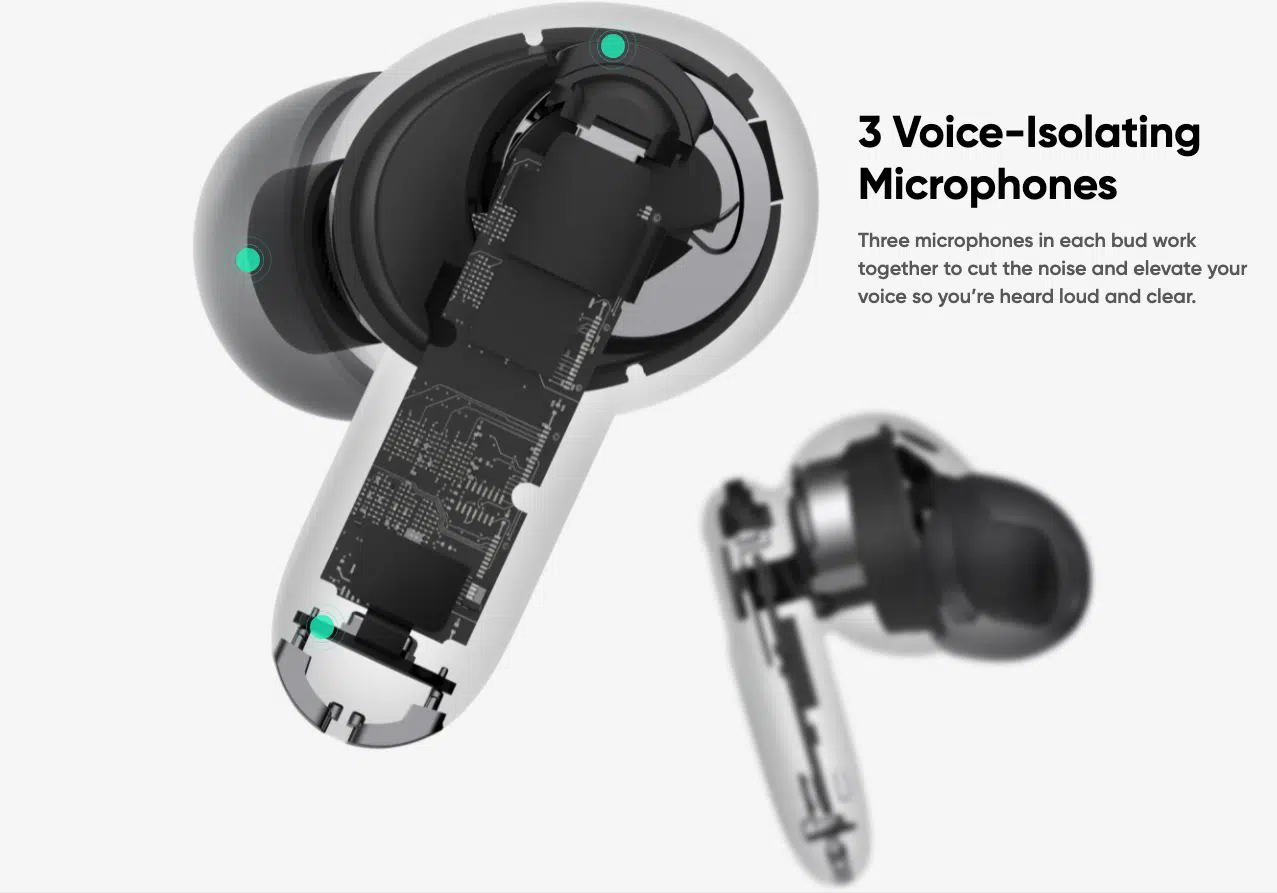 3 Voice-Isolating
Microphones
Three microphones in each bud work
together to cut the noise and elevate your
voice so you’re heard loud and clear.